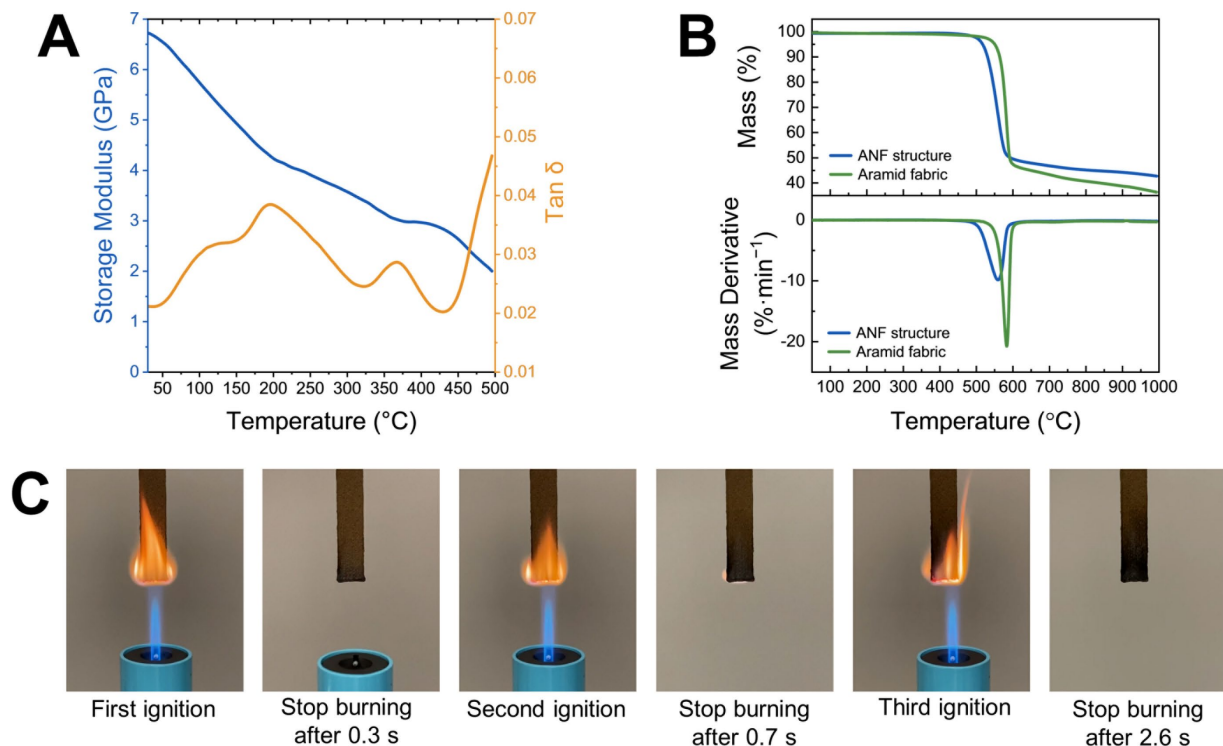 A
Storage Modulus (GPa)
7
6
5
4
3
2
1
0
0.07
0.06
0.05
0.04
0.03
0.02
0.01
Tan δ
50 100 150 200 250 300 350 400 450 500
Temperature (°C)
B
Mass (%)
100
90
80
70
60
50
40
ANF structure
Aramid fabric
Mass Derivative
(%·min⁻¹)
0
-10
-20
ANF structure
Aramid fabric
100 200 300 400 500 600 700 800 900 1000
Temperature (°C)
C
First ignition
Stop burning
after 0.3 s
Second ignition
Stop burning
after 0.7 s
Third ignition
Stop burning
after 2.6 s